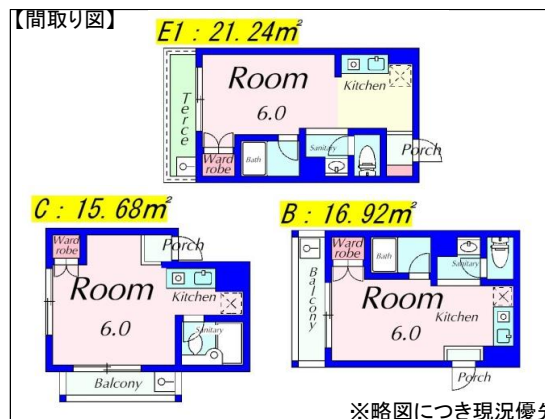 【間取り図】
E1 : 21.24㎡
Room
6.0
Kitchen
Terce
Ward
robe
Bath
Sanitary
Porch
C : 15.68㎡
Ward
robe
Porch
Room
6.0
Kitchen
Sanitary
Balcony
B : 16.92㎡
Balcony
Ward
robe
Bath
Sanitary
Room
6.0
Kitchen
Porch
※略図につき現況優先